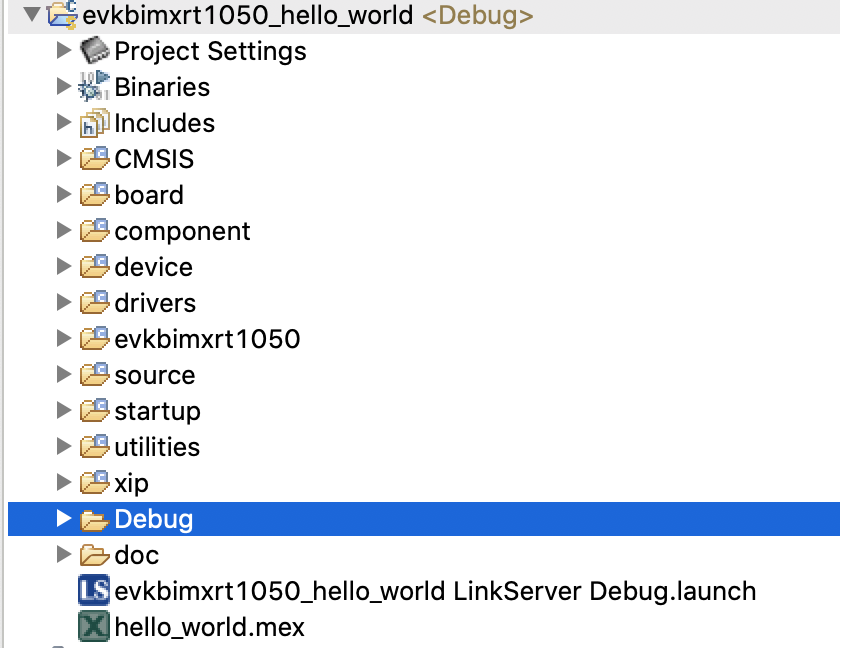 evkbimxrt1050_hello_world <Debug>
Project Settings
Binaries
Includes
CMSIS
board
component
device
drivers
evkbimxrt1050
source
startup
utilities
xip
Debug
doc
LS evkbimxrt1050_hello_world LinkServer Debug.launch
hello_world.mex